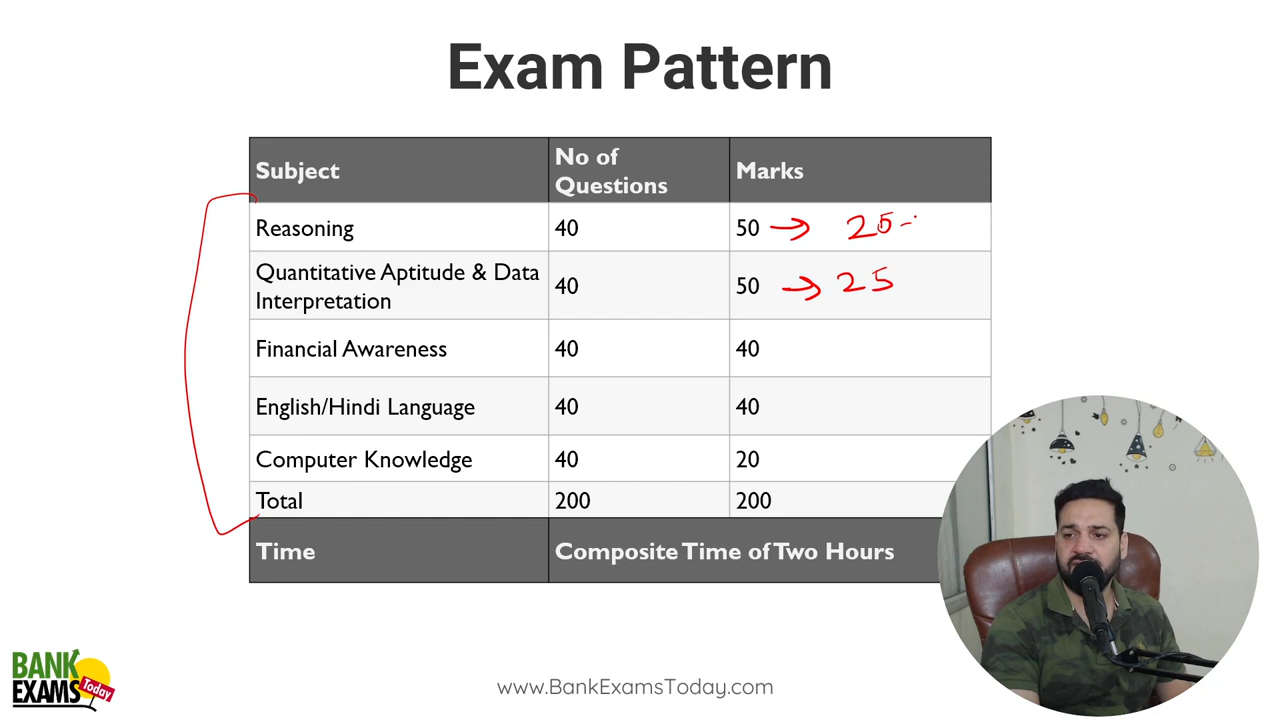 Exam Pattern
Subject
No of
Questions
Marks
Reasoning
40
50 → 25-
Quantitative Aptitude & Data
Interpretation
40
50 → 25
Financial Awareness
40
40
English/Hindi Language
40
40
Computer Knowledge
40
20
Total
200
200
Time
Composite Time of Two Hours
BANK
EXAMS
Today
www.BankExamsToday.com